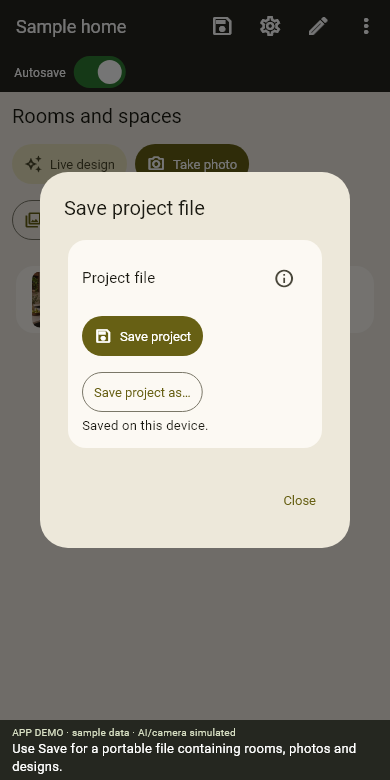 Sample home
Autosave
Rooms and spaces
Live design
Take photo
Save project file
Project file
Save project
Save project as...
Saved on this device.
Close
APP DEMO · sample data · AI/camera simulated
Use Save for a portable file containing rooms, photos and
designs.